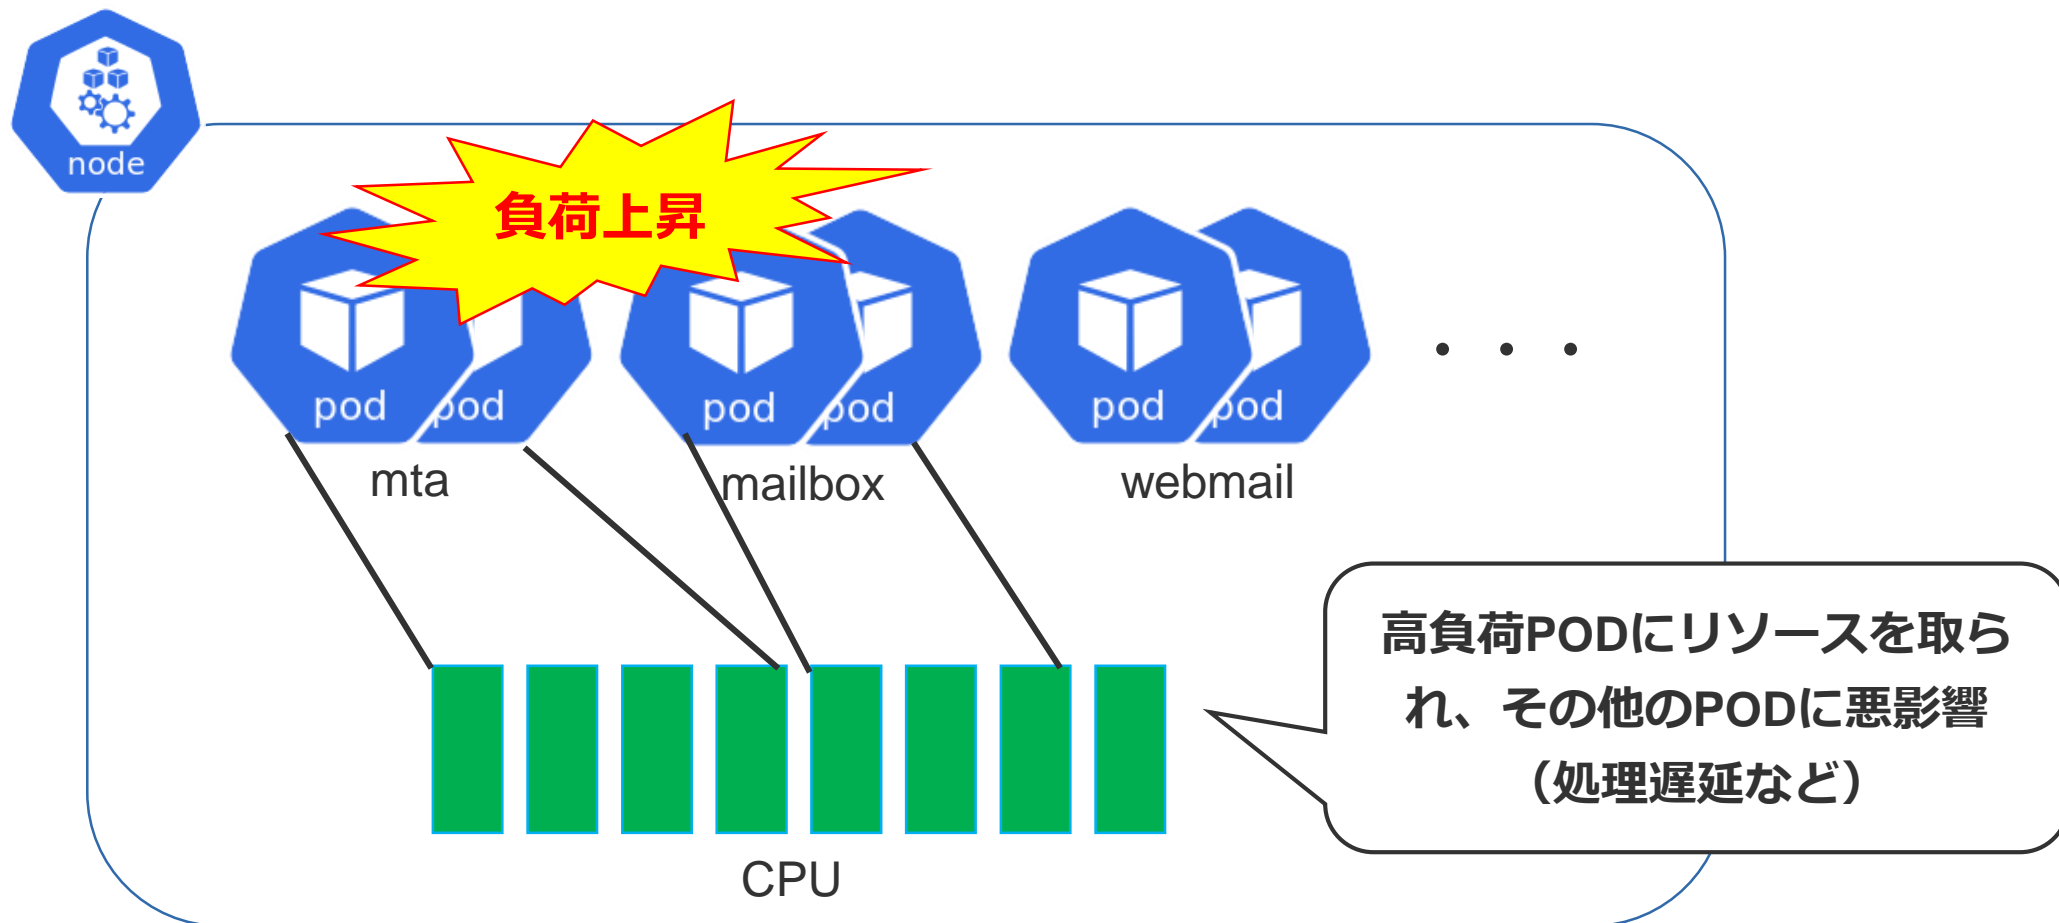 node
負荷上昇
pod pod
pod pod
pod pod
・・・
mta
mailbox
webmail
高負荷PODにリソースを取ら
れ、その他のPODに悪影響
（処理遅延など）
CPU